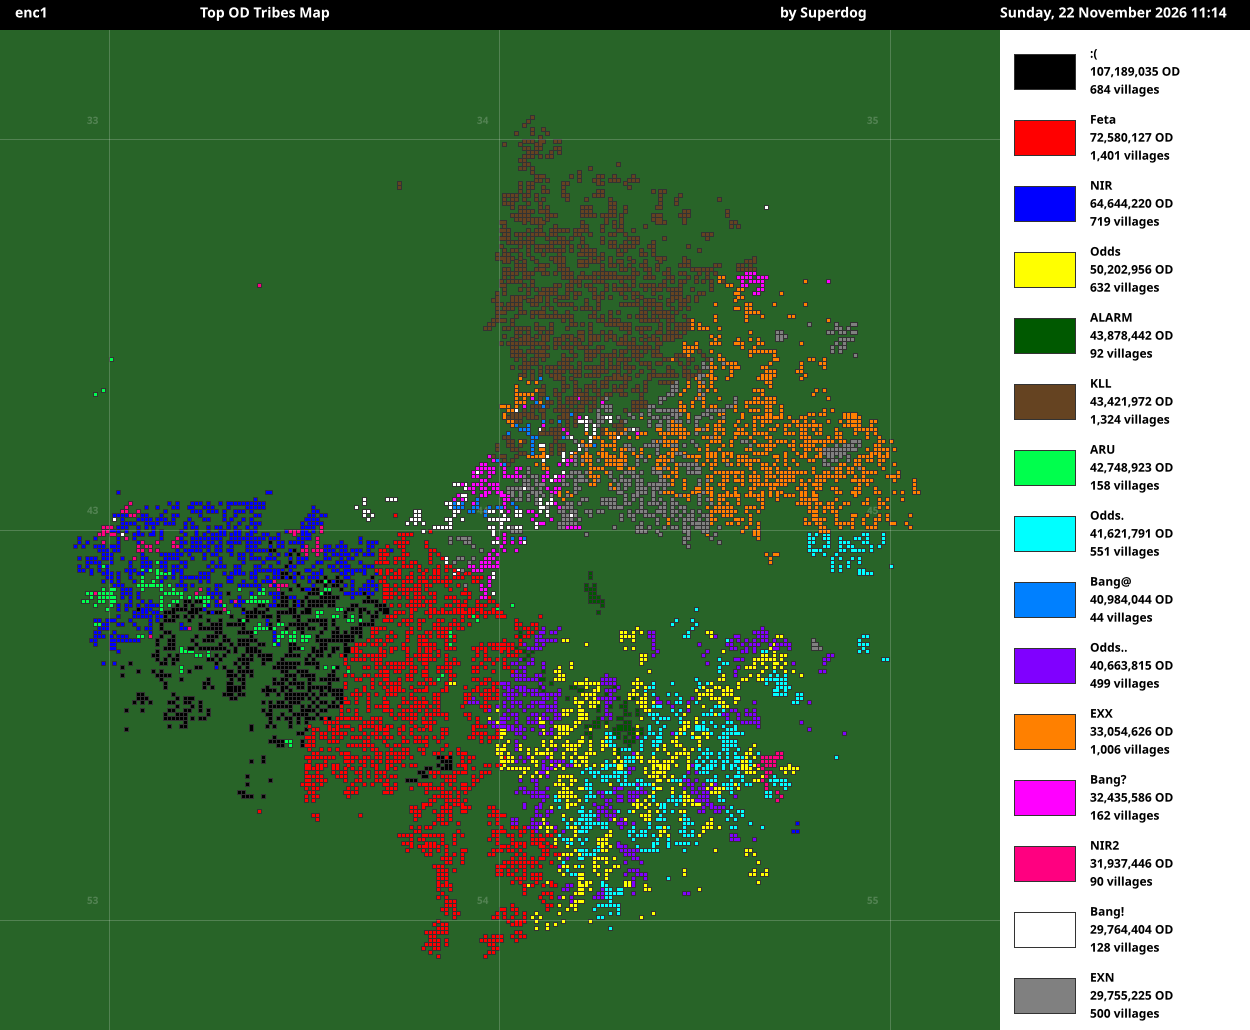 enc1 Top OD Tribes Map by Superdog Sunday, 22 November 2026 11:14
:(
107,189,035 OD
684 villages
Feta
72,580,127 OD
1,401 villages
NIR
64,644,220 OD
719 villages
Odds
50,202,956 OD
632 villages
ALARM
43,878,442 OD
92 villages
KLL
43,421,972 OD
1,324 villages
ARU
42,748,923 OD
158 villages
Odds.
41,621,791 OD
551 villages
Bang@
40,984,044 OD
44 villages
Odds..
40,663,815 OD
499 villages
EXX
33,054,626 OD
1,006 villages
Bang?
32,435,586 OD
162 villages
NIR2
31,937,446 OD
90 villages
Bang!
29,764,404 OD
128 villages
EXN
29,755,225 OD
500 villages
33 34 35
43 45
53 54 55